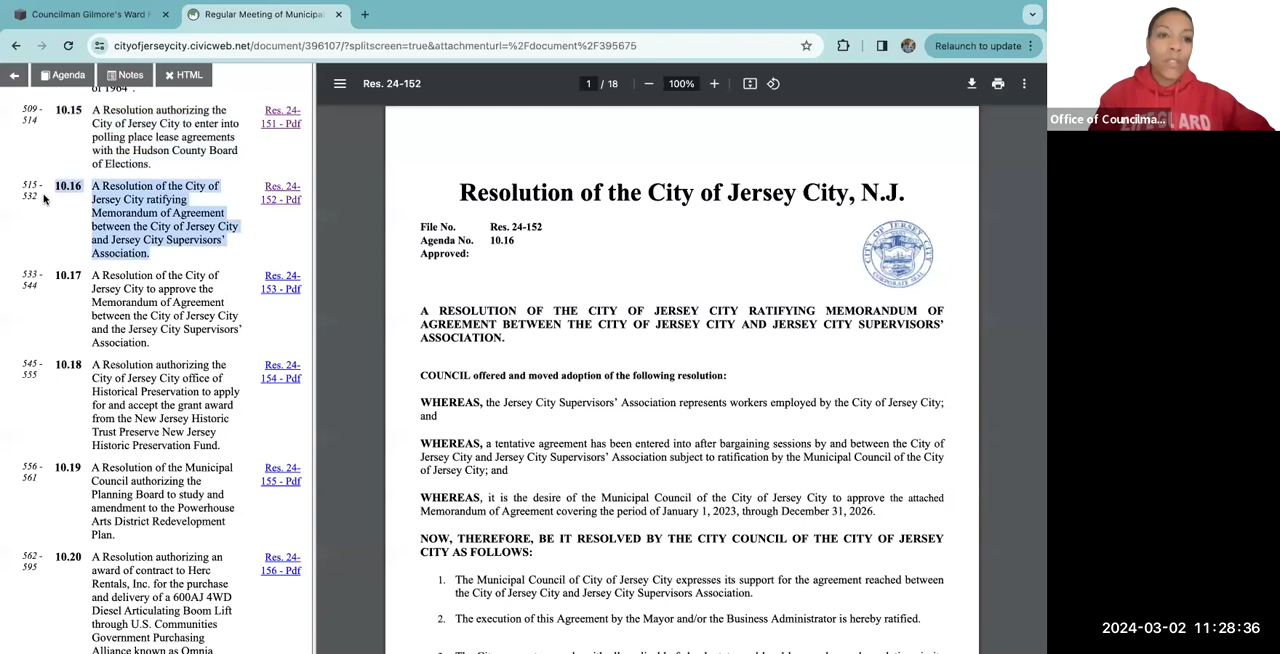 Councilman Gilmore's Ward
Regular Meeting of Municipal
cityofjerseycity.civicweb.net/document/396107/?splitscreen=true&attachmenturl=%2Fdocument%2F395675
Relaunch to update
Agenda
Notes
HTML
Res. 24-152
1 / 18
100%
of 1964".
509 -
514
10.15
A Resolution authorizing the
City of Jersey City to enter into
polling place lease agreements
with the Hudson County Board
of Elections.
Res. 24-
151 - Pdf
515 -
532
10.16
A Resolution of the City of
Jersey City ratifying
Memorandum of Agreement
between the City of Jersey City
and Jersey City Supervisors'
Association.
Res. 24-
152 - Pdf
533 -
544
10.17
A Resolution of the City of
Jersey City to approve the
Memorandum of Agreement
between the City of Jersey City
and the Jersey City Supervisors'
Association.
Res. 24-
153 - Pdf
545 -
555
10.18
A Resolution authorizing the
City of Jersey City office of
Historical Preservation to apply
for and accept the grant award
from the New Jersey Historic
Trust Preserve New Jersey
Historic Preservation Fund.
Res. 24-
154 - Pdf
556 -
561
10.19
A Resolution of the Municipal
Council authorizing the
Planning Board to study and
amendment to the Powerhouse
Arts District Redevelopment
Plan.
Res. 24-
155 - Pdf
562 -
595
10.20
A Resolution authorizing an
award of contract to Herc
Rentals, Inc. for the purchase
and delivery of a 600AJ 4WD
Diesel Articulating Boom Lift
through U.S. Communities
Government Purchasing
Alliance known as Omnia
Res. 24-
156 - Pdf
Resolution of the City of Jersey City, N.J.
File No. Res. 24-152
Agenda No. 10.16
Approved:
A RESOLUTION OF THE CITY OF JERSEY CITY RATIFYING MEMORANDUM OF
AGREEMENT BETWEEN THE CITY OF JERSEY CITY AND JERSEY CITY SUPERVISORS'
ASSOCIATION.
COUNCIL offered and moved adoption of the following resolution:
WHEREAS, the Jersey City Supervisors' Association represents workers employed by the City of Jersey City;
and
WHEREAS, a tentative agreement has been entered into after bargaining sessions by and between the City of
Jersey City and Jersey City Supervisors' Association subject to ratification by the Municipal Council of the City
of Jersey City; and
WHEREAS, it is the desire of the Municipal Council of the City of Jersey City to approve the attached
Memorandum of Agreement covering the period of January 1, 2023, through December 31, 2026.
NOW, THEREFORE, BE IT RESOLVED BY THE CITY COUNCIL OF THE CITY OF JERSEY
CITY AS FOLLOWS:
1. The Municipal Council of City of Jersey City expresses its support for the agreement reached between
the City of Jersey City and Jersey City Supervisors Association.
2. The execution of this Agreement by the Mayor and/or the Business Administrator is hereby ratified.
Office of Councilma...
2024-03-02 11:28:36